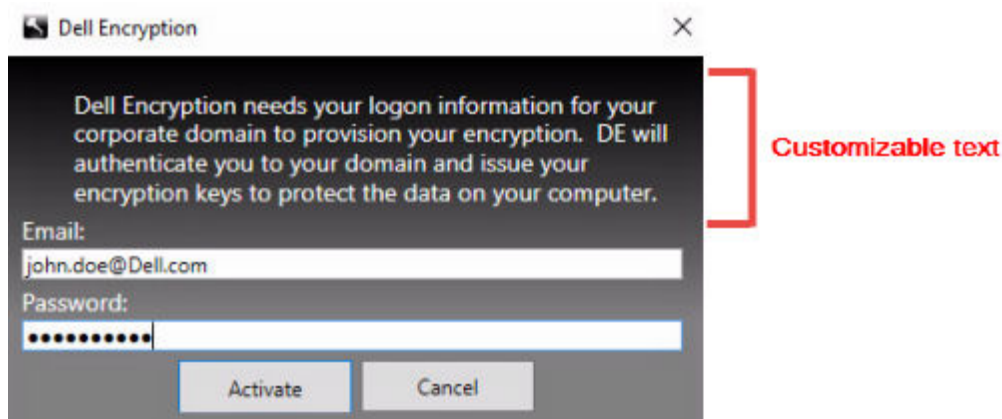 Dell Encryption
Dell Encryption needs your logon information for your
corporate domain to provision your encryption.  DE will
authenticate you to your domain and issue your
encryption keys to protect the data on your computer.
Customizable text
Email:
john.doe@Dell.com
Password:
••••••••••
Activate
Cancel